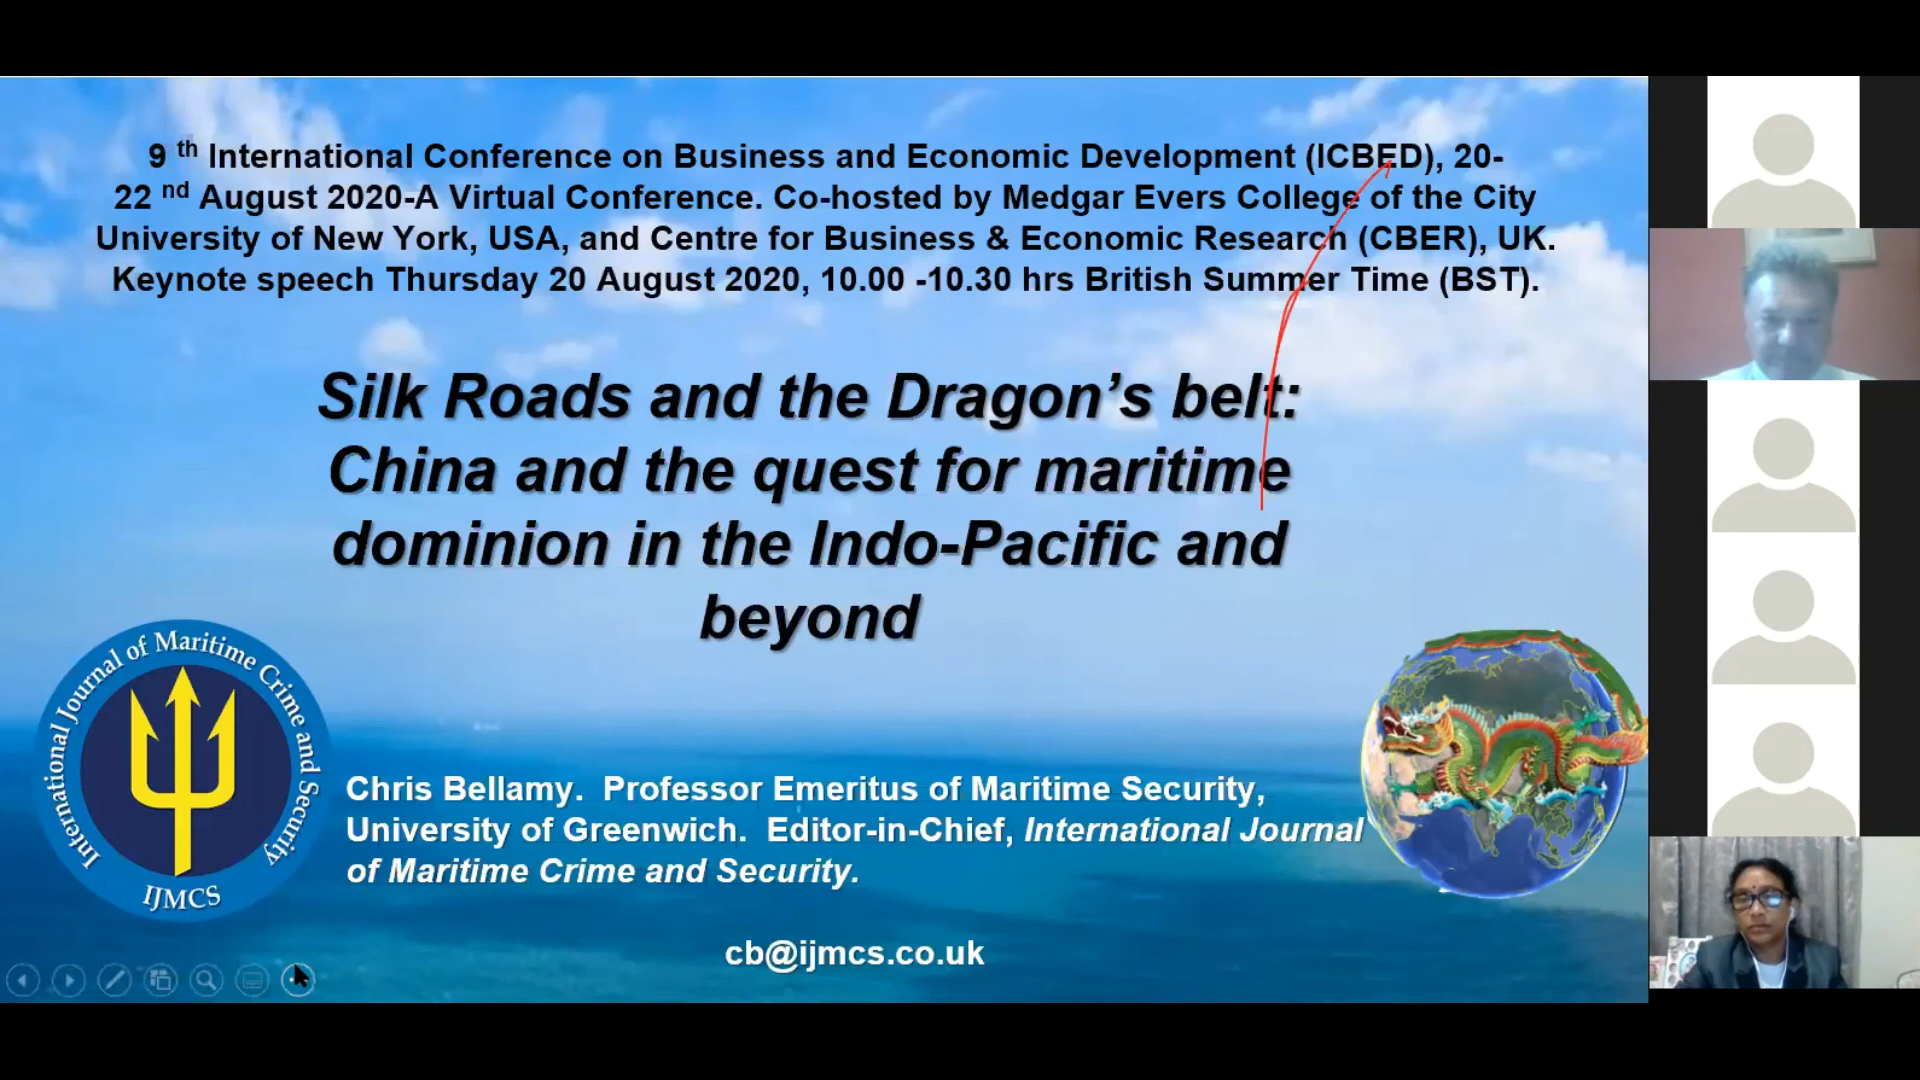 9 th International Conference on Business and Economic Development (ICBED), 20-
22 nd August 2020-A Virtual Conference. Co-hosted by Medgar Evers College of the City
University of New York, USA, and Centre for Business & Economic Research (CBER), UK.
Keynote speech Thursday 20 August 2020, 10.00 -10.30 hrs British Summer Time (BST).
Silk Roads and the Dragon’s belt:
China and the quest for maritime
dominion in the Indo-Pacific and
beyond
International Journal of Maritime Crime and Security
IJMCS
Chris Bellamy.  Professor Emeritus of Maritime Security,
University of Greenwich.  Editor-in-Chief, International Journal
of Maritime Crime and Security.
cb@ijmcs.co.uk